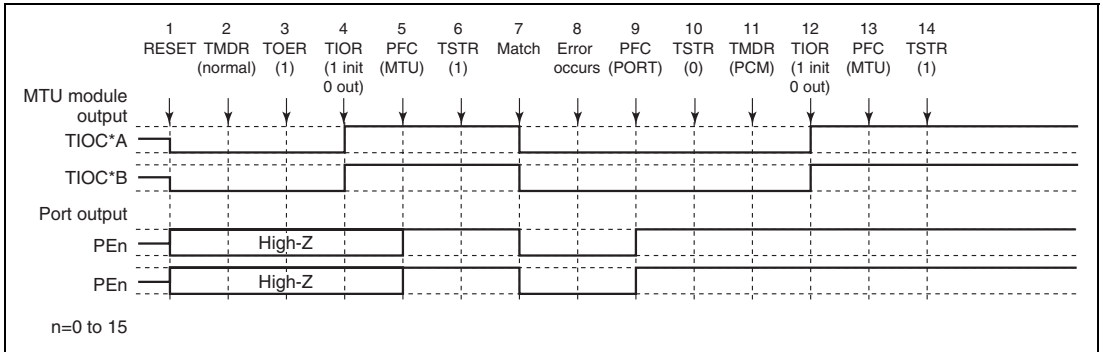 1 2 3 4 5 6 7 8 9 10 11 12 13 14
RESET TMDR TOER TIOR PFC TSTR Match Error PFC TSTR TMDR TIOR PFC TSTR
(normal) (1) (1 init (MTU) (1) occurs (PORT) (0) (PCM) (1 init (MTU) (1)
0 out) 0 out)
MTU module
output
TIOC*A
TIOC*B
Port output
PEn High-Z
PEn High-Z
n=0 to 15